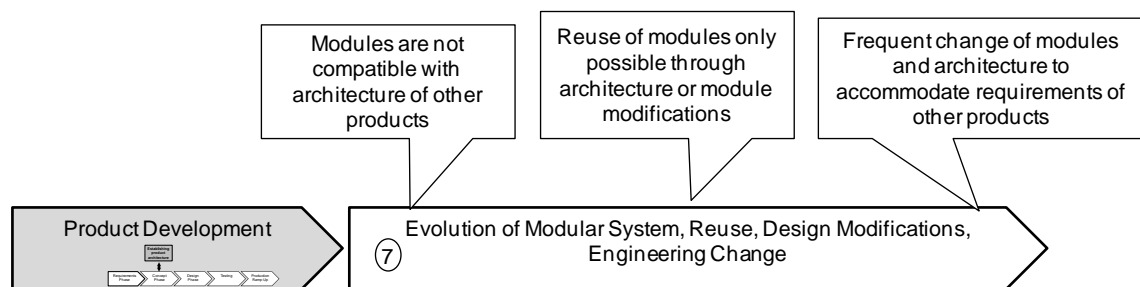 Modules are not
compatible with
architecture of other
products
Reuse of modules only
possible through
architecture or module
modifications
Frequent change of modules
and architecture to
accommodate requirements of
other products
Product Development
Establishing
product
architecture
Requirements
Phase
Concept
Phase
Design
Phase
Testing
Production
Ramp-Up
7
Evolution of Modular System, Reuse, Design Modifications,
Engineering Change